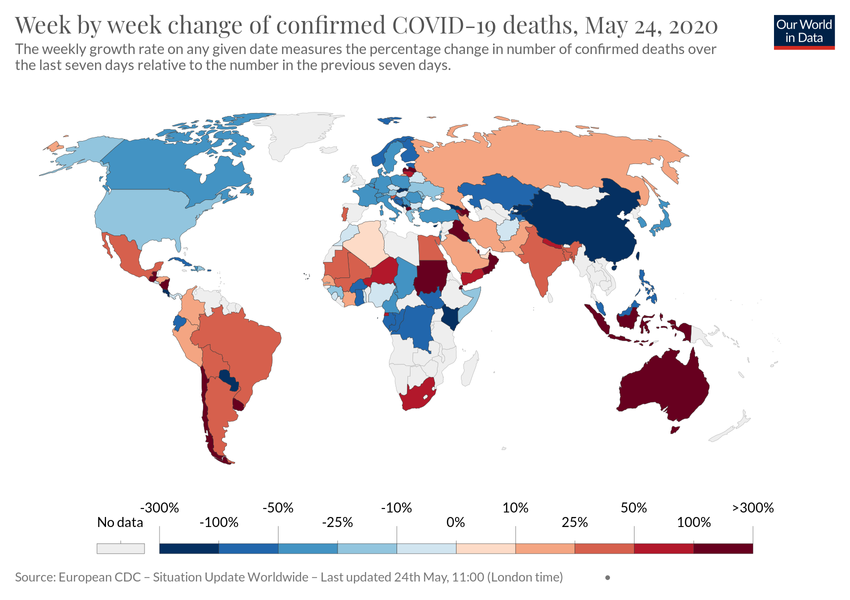 Week by week change of confirmed COVID-19 deaths, May 24, 2020
Our World
in Data
The weekly growth rate on any given date measures the percentage change in number of confirmed deaths over
the last seven days relative to the number in the previous seven days.
-300% -50% -10% 10% 50% >300%
No data -100% -25% 0% 25% 100%
Source: European CDC – Situation Update Worldwide – Last updated 24th May, 11:00 (London time) •